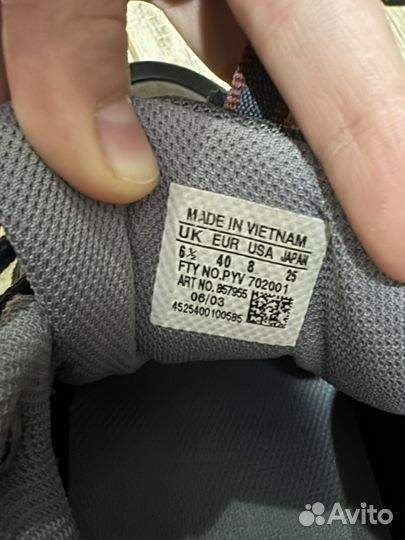 MADE IN VIETNAM
UK EUR USA JAPAN
6½ 40 8 25
FTY NO.PYV 702001
ART NO. 857955
06/03
4525400100585
Avito